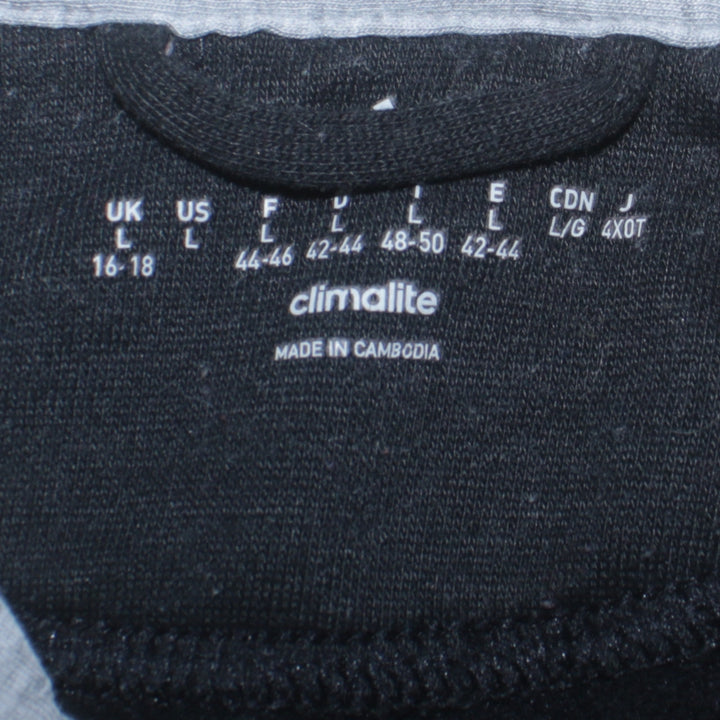 UK US F D I E CDN J
L L L L L L L/G 4XOT
16-18 44-46 42-44 48-50 42-44
climalite
MADE IN CAMBODIA